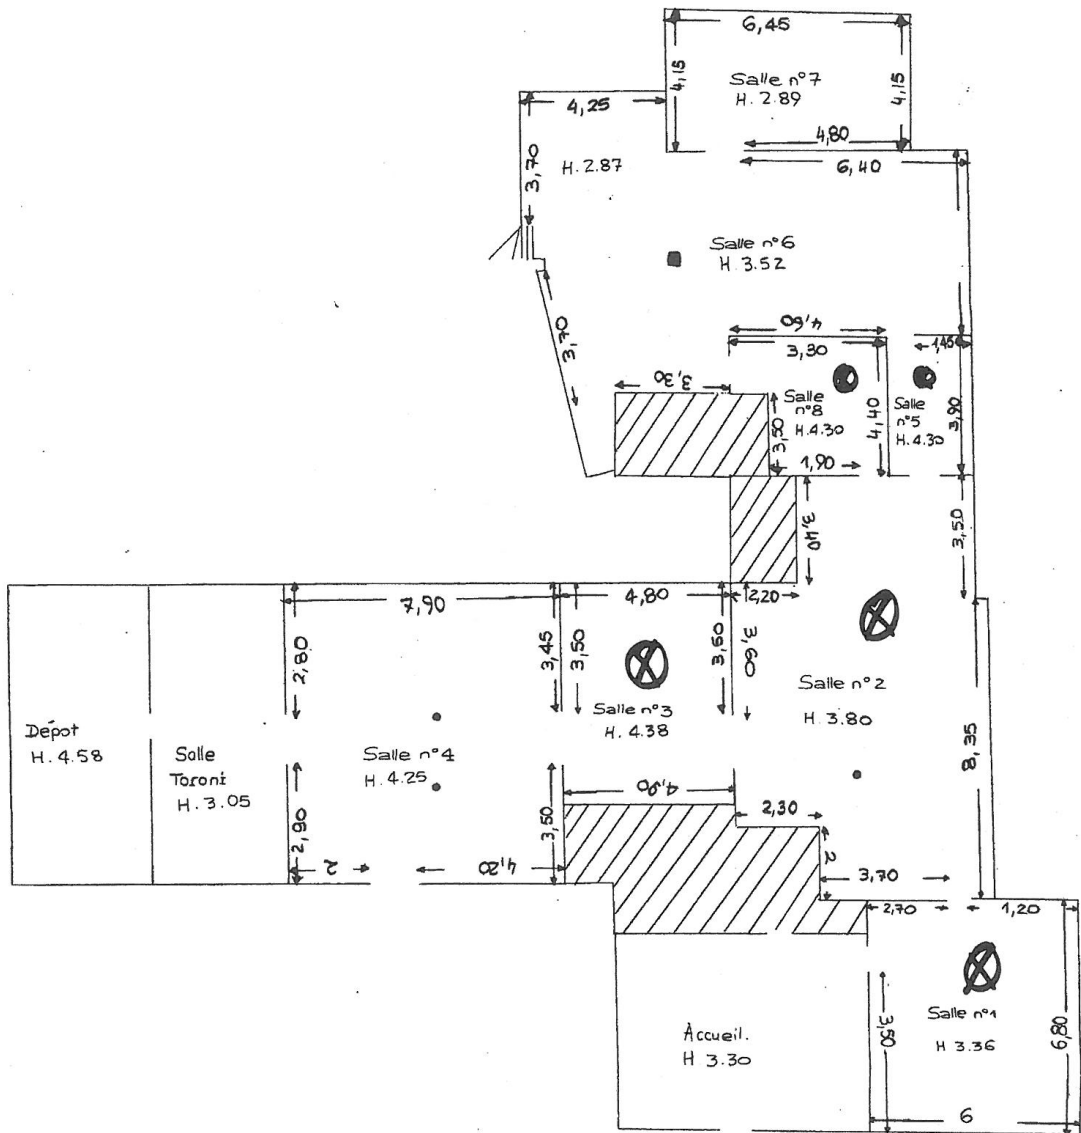 6,45
4,15
Salle n°7
H. 2.89
4,15
4,25
4,80
6,40
3,70
H. 2.87
Salle n°6
H. 3.52
3,70
4,60
3,30
1,45
3,30
Salle
n°8
H.4.30
3,50
4,40
Salle
n°5
H.4.30
3,90
1,90
3,40
3,50
7,90
4,80
2,20
2,80
3,45
3,50
3,50
3,60
Salle n°2
H. 3.80
Salle n°3
H. 4.38
Dépot
H. 4.58
Salle
Toroni
H. 3.05
Salle n°4
H. 4.25
8,35
4,90
2,30
2,90
3,50
2
4,20
2
3,70
2,70
1,20
Salle n°1
H 3.36
3,50
6,80
Accueil.
H 3.30
6